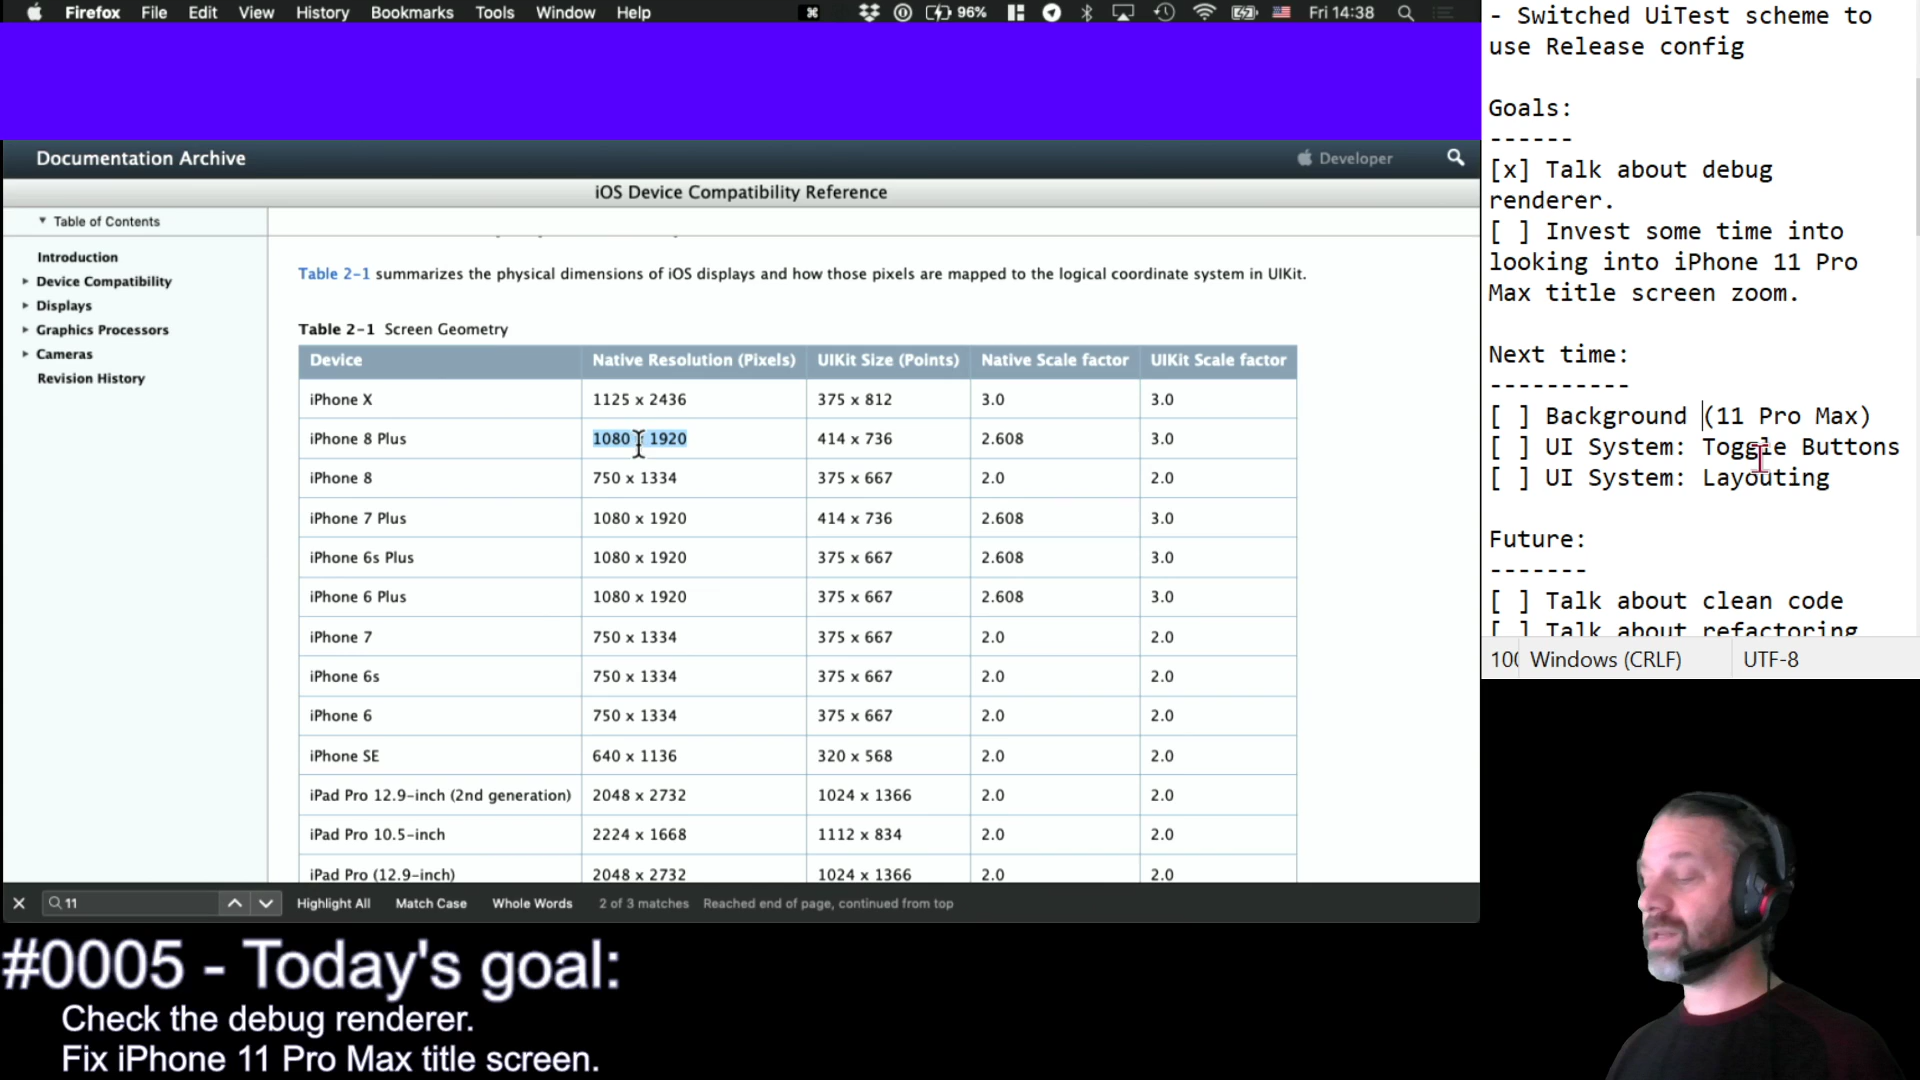 Firefox File Edit View History Bookmarks Tools Window Help 96% Fri 14:38
Documentation Archive Developer
iOS Device Compatibility Reference
Table of Contents
Introduction
Device Compatibility
Displays
Graphics Processors
Cameras
Revision History
Table 2-1 summarizes the physical dimensions of iOS displays and how those pixels are mapped to the logical coordinate system in UIKit.
Table 2-1 Screen Geometry
Device Native Resolution (Pixels) UIKit Size (Points) Native Scale factor UIKit Scale factor
iPhone X 1125 x 2436 375 x 812 3.0 3.0
iPhone 8 Plus 1080 x 1920 414 x 736 2.608 3.0
iPhone 8 750 x 1334 375 x 667 2.0 2.0
iPhone 7 Plus 1080 x 1920 414 x 736 2.608 3.0
iPhone 6s Plus 1080 x 1920 375 x 667 2.608 3.0
iPhone 6 Plus 1080 x 1920 375 x 667 2.608 3.0
iPhone 7 750 x 1334 375 x 667 2.0 2.0
iPhone 6s 750 x 1334 375 x 667 2.0 2.0
iPhone 6 750 x 1334 375 x 667 2.0 2.0
iPhone SE 640 x 1136 320 x 568 2.0 2.0
iPad Pro 12.9-inch (2nd generation) 2048 x 2732 1024 x 1366 2.0 2.0
iPad Pro 10.5-inch 2224 x 1668 1112 x 834 2.0 2.0
iPad Pro (12.9-inch) 2048 x 2732 1024 x 1366 2.0 2.0
11 Highlight All Match Case Whole Words 2 of 3 matches Reached end of page, continued from top
#0005 - Today's goal:
Check the debug renderer.
Fix iPhone 11 Pro Max title screen.
- Switched UiTest scheme to
use Release config
Goals:
------
[x] Talk about debug
renderer.
[ ] Invest some time into
looking into iPhone 11 Pro
Max title screen zoom.
Next time:
----------
[ ] Background (11 Pro Max)
[ ] UI System: Toggle Buttons
[ ] UI System: Layouting
Future:
-------
[ ] Talk about clean code
[ ] Talk about refactoring
Windows (CRLF) UTF-8